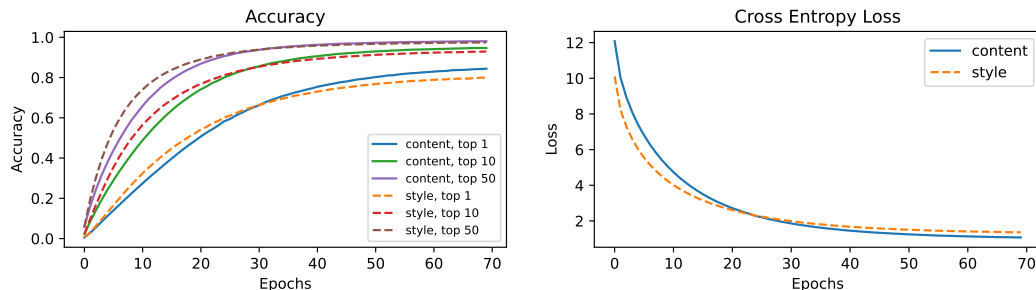 Accuracy
1.0
0.8
0.6
0.4
0.2
0.0
Accuracy
content, top 1
content, top 10
content, top 50
style, top 1
style, top 10
style, top 50
0 10 20 30 40 50 60 70
Epochs
Cross Entropy Loss
12
10
8
6
4
2
Loss
content
style
0 10 20 30 40 50 60 70
Epochs